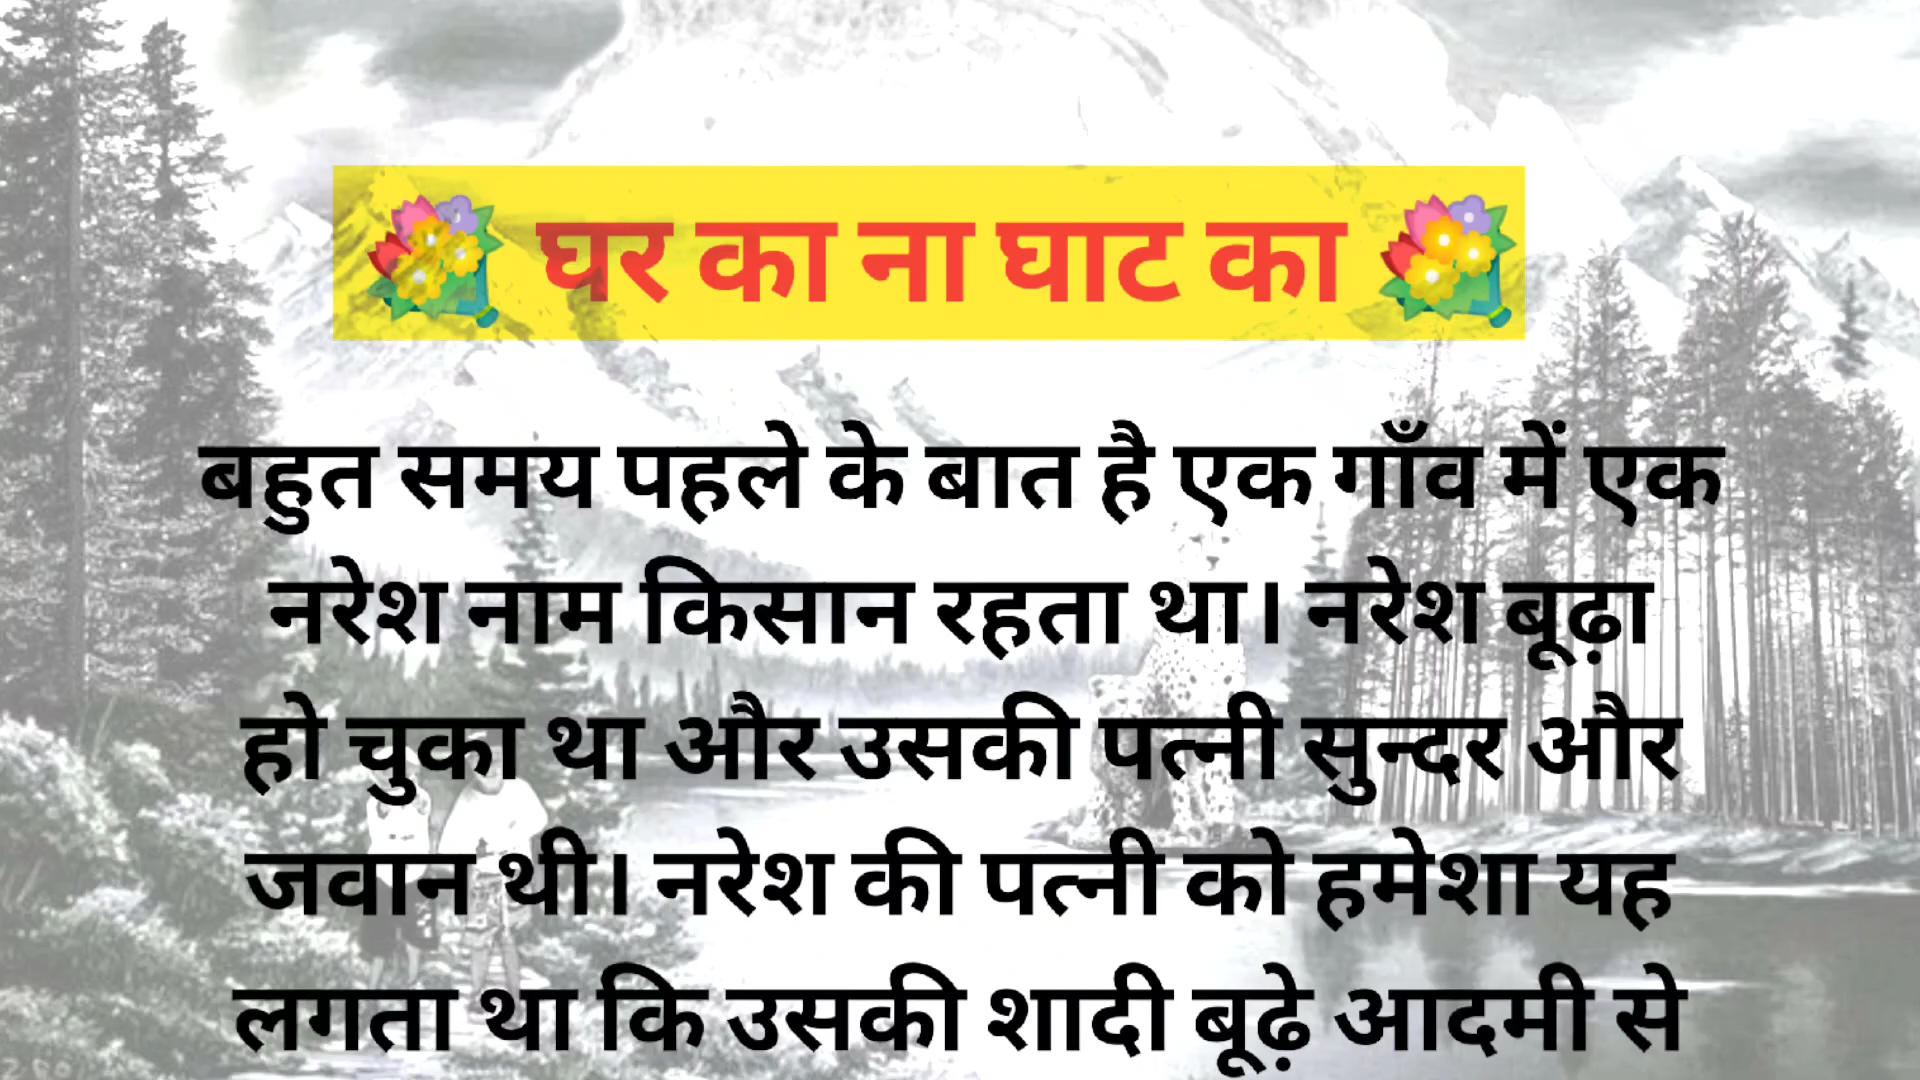 घर का ना घाट का
बहुत समय पहले के बात है एक गाँव में एक
नरेश नाम किसान रहता था। नरेश बूढ़ा
हो चुका था और उसकी पत्नी सुन्दर और
जवान थी। नरेश की पत्नी को हमेशा यह
लगता था कि उसकी शादी बूढ़े आदमी से